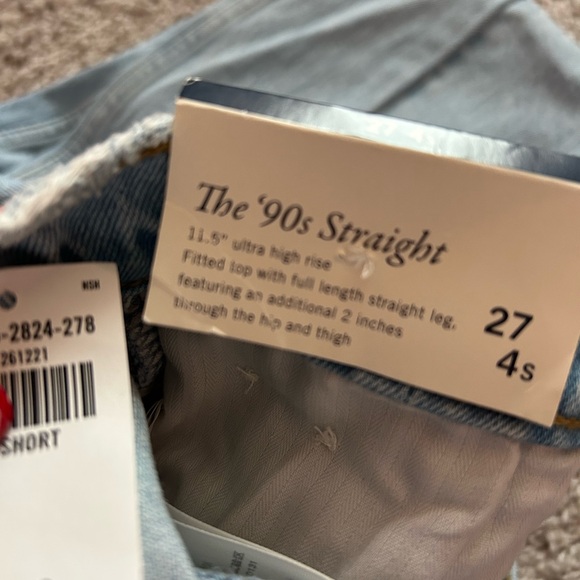 The '90s Straight
11.5" ultra high rise
Fitted top with full length straight leg,
featuring an additional 2 inches
through the hip and thigh
27
4s
NSH
-2824-278
261221
SHORT